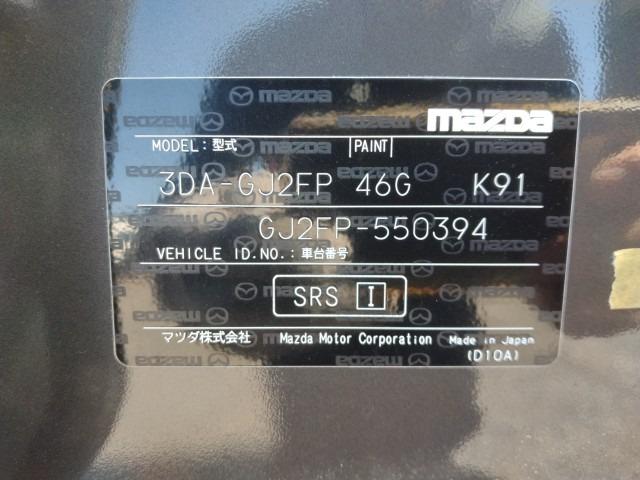 mazda
MODEL:型式 PAINT
3DA-GJ2FP 46G K91
GJ2FP-550394
VEHICLE ID.NO.:車台番号
SRS I
マツダ株式会社 Mazda Motor Corporation Made in Japan
(D10A)